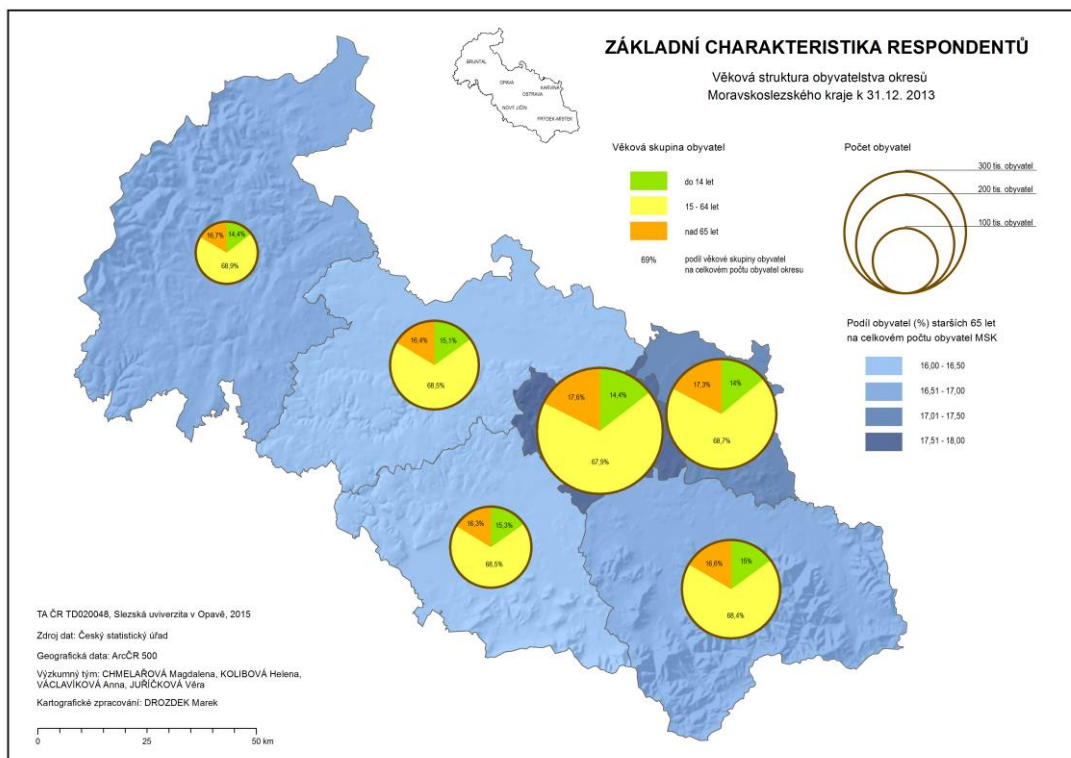 ZÁKLADNÍ CHARAKTERISTIKA RESPONDENTŮ
Věková struktura obyvatelstva okresů
Moravskoslezského kraje k 31.12. 2013
BRUNTÁL
OPAVA
KARVINÁ
OSTRAVA
NOVÝ JIČÍN
FRÝDEK-MÍSTEK
Věková skupina obyvatel
do 14 let
15 - 64 let
nad 65 let
69%
podíl věkové skupiny obyvatel
na celkovém počtu obyvatel okresu
Počet obyvatel
300 tis. obyvatel
200 tis. obyvatel
100 tis. obyvatel
Podíl obyvatel (%) starších 65 let
na celkovém počtu obyvatel MSK
16,00 - 16,50
16,51 - 17,00
17,01 - 17,50
17,51 - 18,00
16,7%
14,4%
68,9%
16,4%
15,1%
68,5%
17,6%
14,4%
67,9%
17,3%
14%
68,7%
16,3%
15,3%
68,5%
16,6%
15%
68,4%
TA ČR TD020048, Slezská uviverzita v Opavě, 2015
Zdroj dat: Český statistický úřad
Geografická data: ArcČR 500
Výzkumný tým: CHMELAŘOVÁ Magdalena, KOLIBOVÁ Helena,
VÁCLAVÍKOVÁ Anna, JUŘÍČKOVÁ Věra
Kartografické zpracování: DROZDEK Marek
0 25 50 km